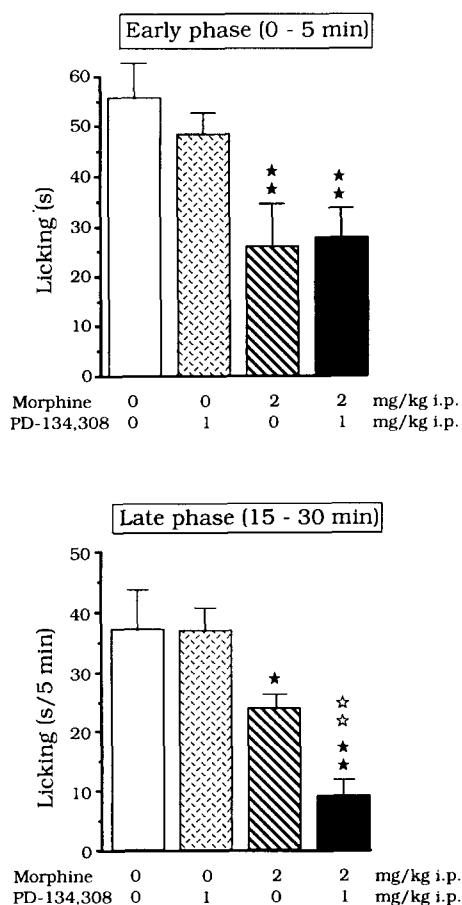 Early phase (0 - 5 min)
60
50
40
30
20
10
0
Licking (s)
★ ★
★ ★
Morphine 0 0 2 2 mg/kg i.p.
PD-134,308 0 1 0 1 mg/kg i.p.
Late phase (15 - 30 min)
50
40
30
20
10
0
Licking (s/5 min)
★
☆ ☆ ★ ★
Morphine 0 0 2 2 mg/kg i.p.
PD-134,308 0 1 0 1 mg/kg i.p.